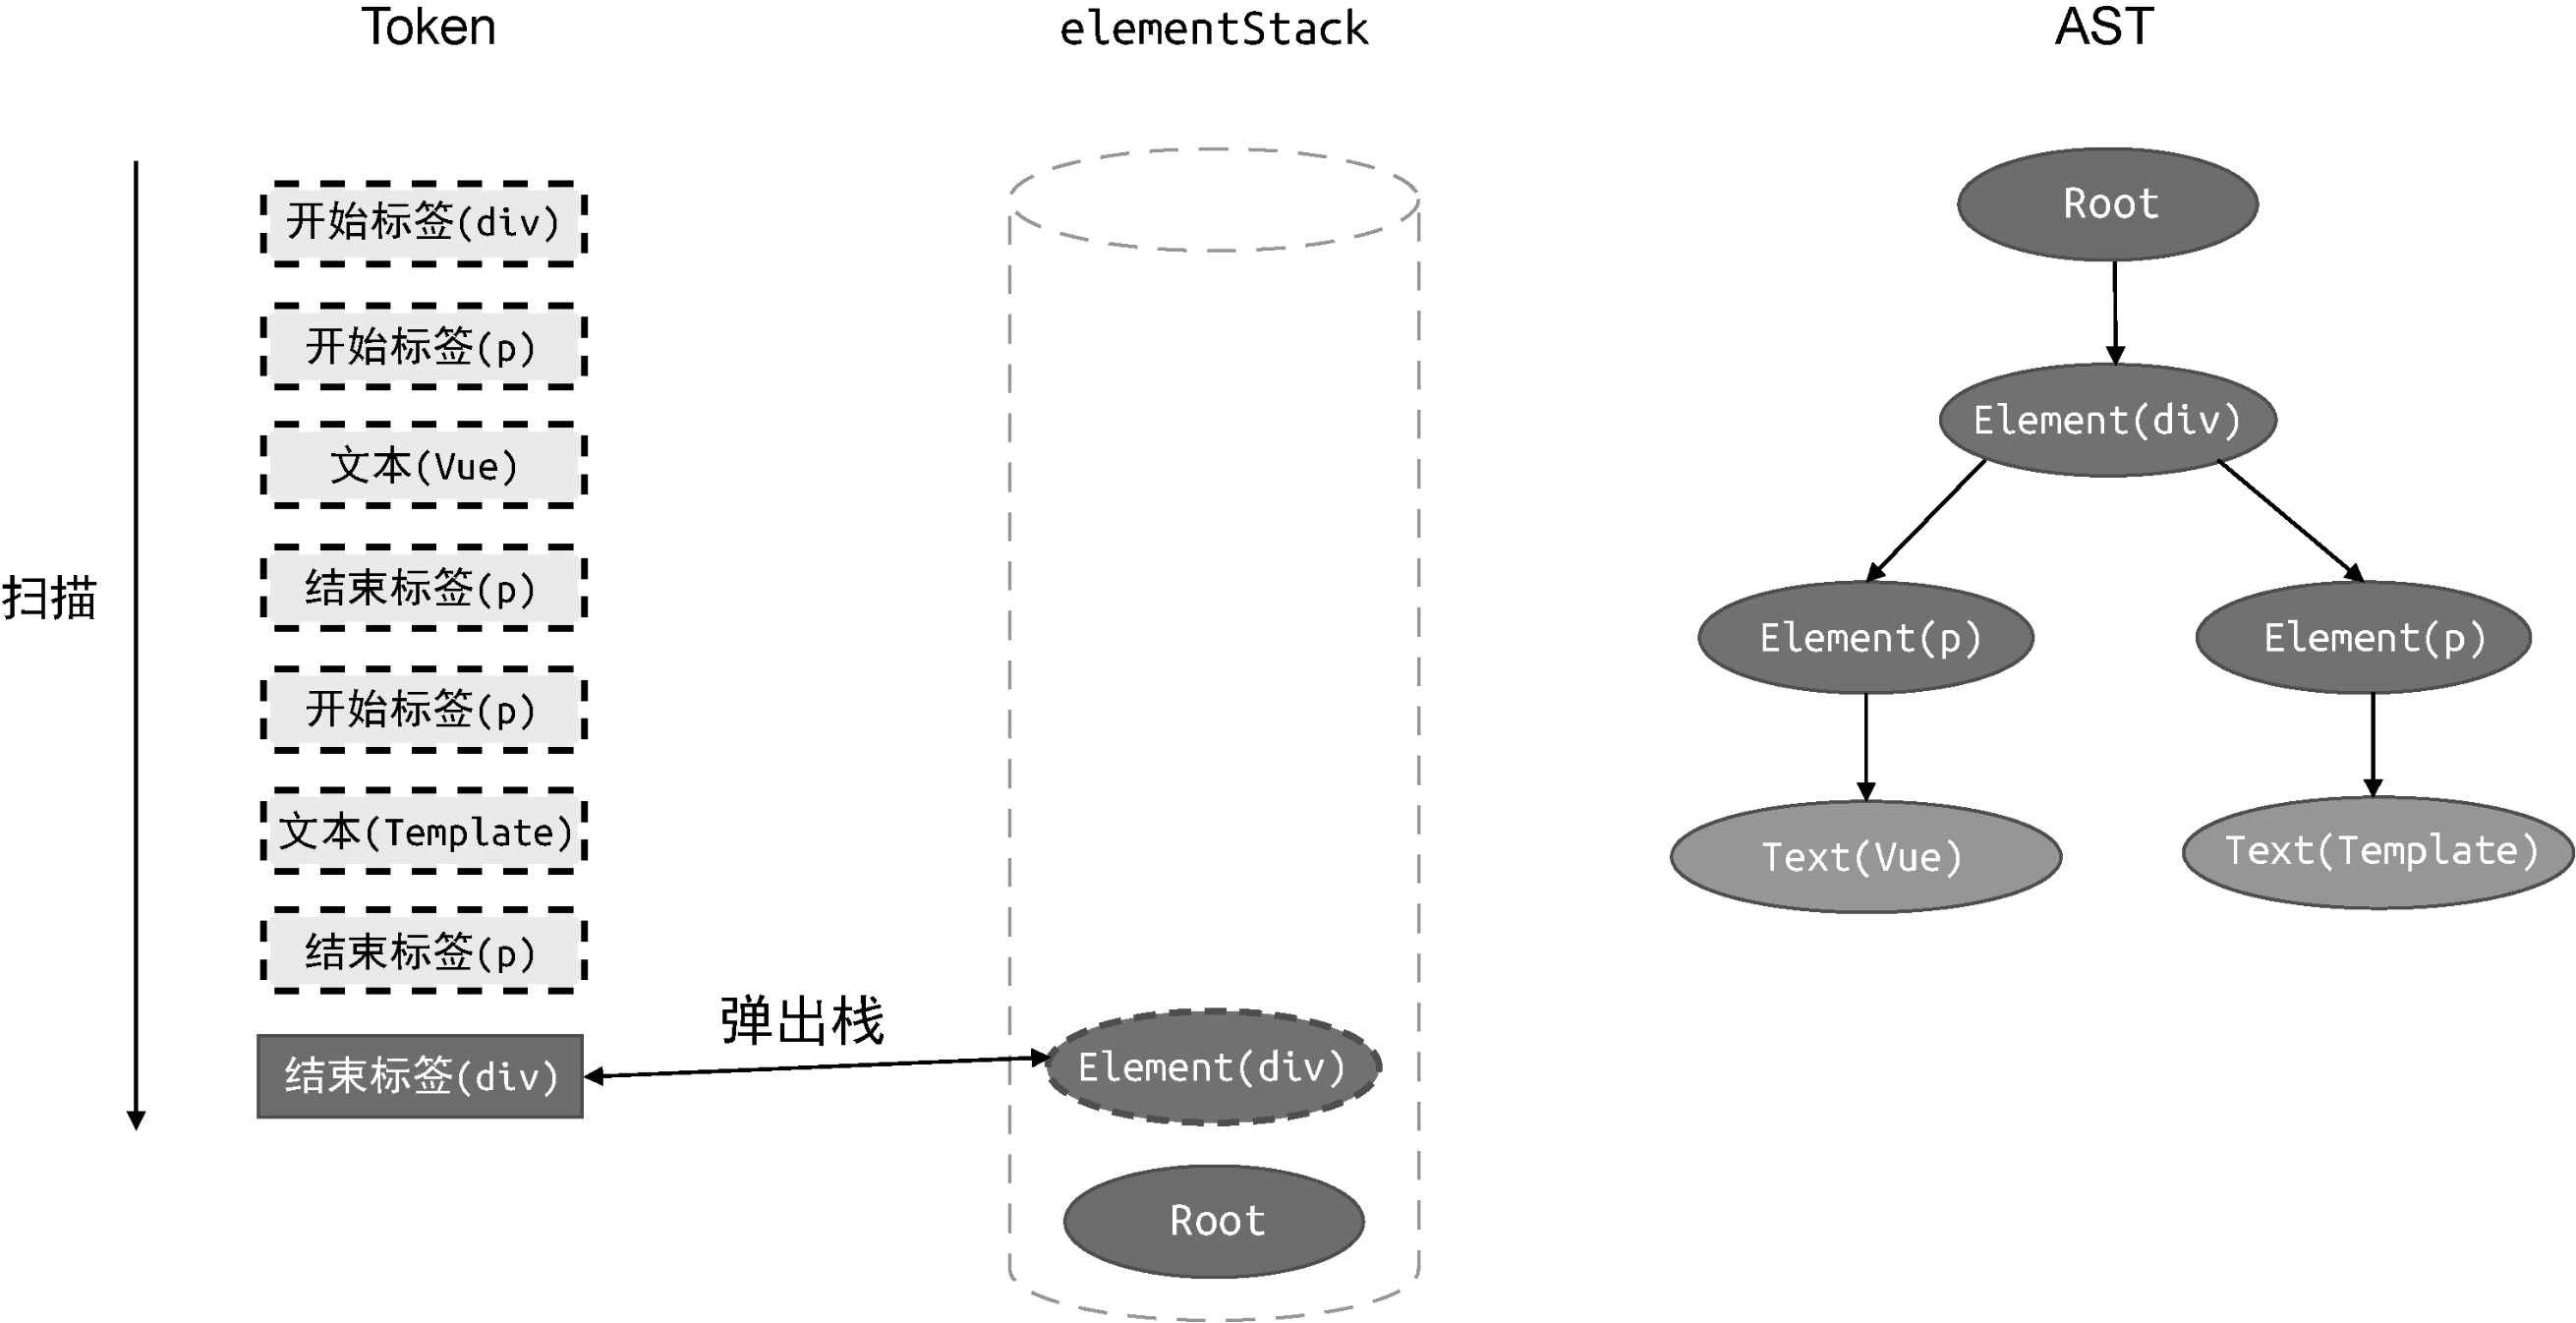 Token
elementStack
AST
扫描
开始标签(div)
开始标签(p)
文本(Vue)
结束标签(p)
开始标签(p)
文本(Template)
结束标签(p)
结束标签(div)
弹出栈
Element(div)
Root
Root
Element(div)
Element(p)
Element(p)
Text(Vue)
Text(Template)